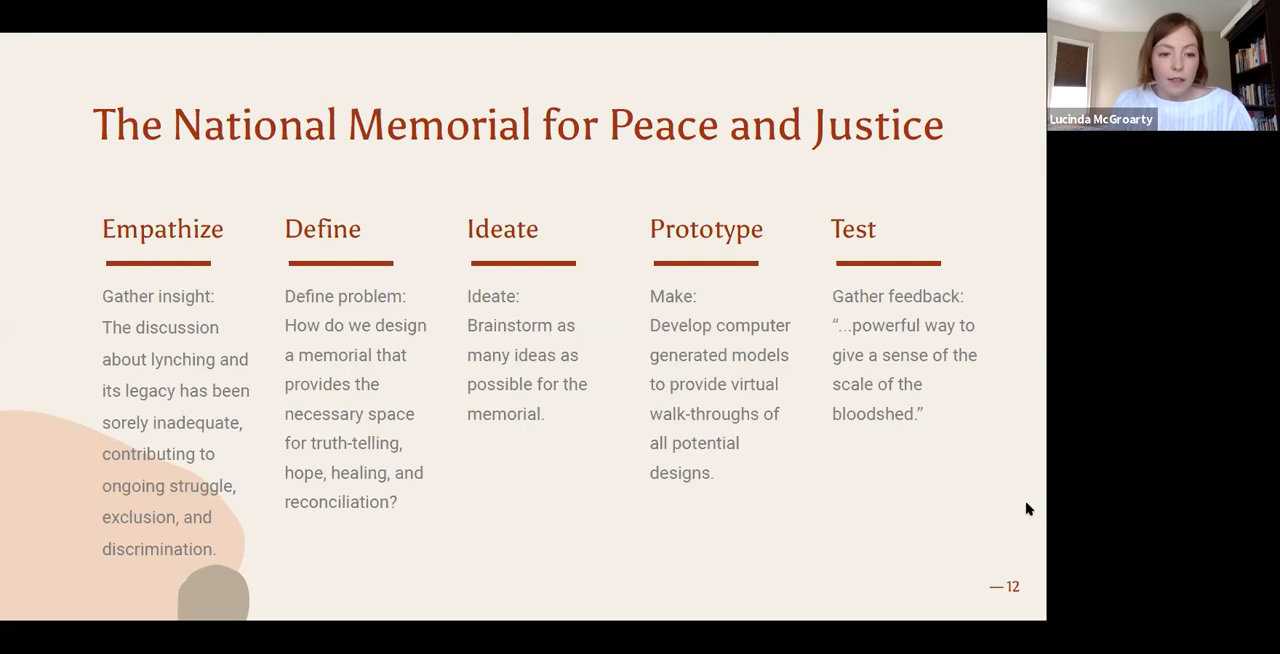 The National Memorial for Peace and Justice
Empathize
Gather insight:
The discussion
about lynching and
its legacy has been
sorely inadequate,
contributing to
ongoing struggle,
exclusion, and
discrimination.
Define
Define problem:
How do we design
a memorial that
provides the
necessary space
for truth-telling,
hope, healing, and
reconciliation?
Ideate
Ideate:
Brainstorm as
many ideas as
possible for the
memorial.
Prototype
Make:
Develop computer
generated models
to provide virtual
walk-throughs of
all potential
designs.
Test
Gather feedback:
“...powerful way to
give a sense of the
scale of the
bloodshed.”
— 12
Lucinda McGroarty